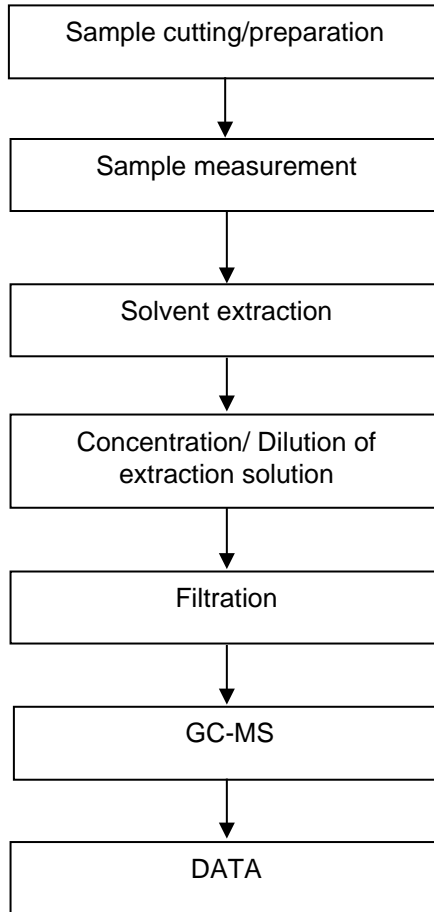 Sample cutting/preparation
Sample measurement
Solvent extraction
Concentration/ Dilution of
extraction solution
Filtration
GC-MS
DATA